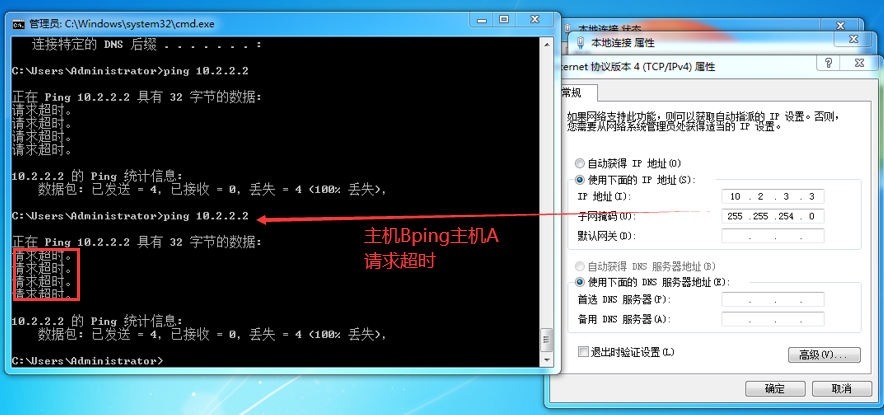 管理员: C:\Windows\system32\cmd.exe
连接特定的 DNS 后缀 . . . . . . . :
C:\Users\Administrator>ping 10.2.2.2
正在 Ping 10.2.2.2 具有 32 字节的数据:
请求超时。
请求超时。
请求超时。
请求超时。
10.2.2.2 的 Ping 统计信息:
数据包: 已发送 = 4，已接收 = 0，丢失 = 4 (100% 丢失)，
C:\Users\Administrator>ping 10.2.2.2
正在 Ping 10.2.2.2 具有 32 字节的数据:
请求超时。
请求超时。
请求超时。
请求超时。
10.2.2.2 的 Ping 统计信息:
数据包: 已发送 = 4，已接收 = 0，丢失 = 4 (100% 丢失)，
C:\Users\Administrator>
主机Bping主机A
请求超时
本地连接 状态
本地连接 属性
ternet 协议版本 4 (TCP/IPv4) 属性
常规
如果网络支持此功能，则可以获取自动指派的 IP 设置。否则，
您需要从网络系统管理员处获得适当的 IP 设置。
自动获得 IP 地址(O)
使用下面的 IP 地址(S):
IP 地址(I): 10 . 2 . 3 . 3
子网掩码(U): 255 .255 .254 . 0
默认网关(D): . . .
自动获得 DNS 服务器地址(B)
使用下面的 DNS 服务器地址(E):
首选 DNS 服务器(P): . . .
备用 DNS 服务器(A): . . .
退出时验证设置(L)
高级(V)...
确定
取消